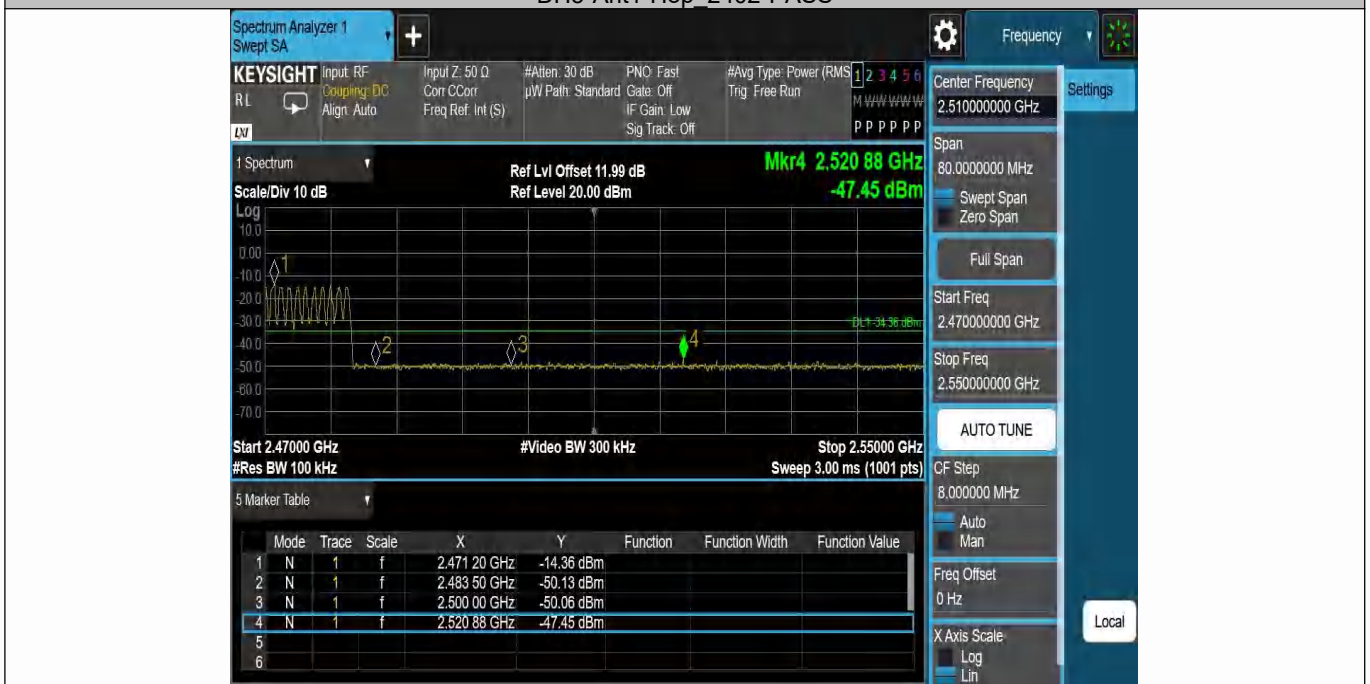 Spectrum Analyzer 1
Swept SA
+
Frequency
KEYSIGHT
RL
LXI
Input: RF
Coupling: DC
Align: Auto
Input Z: 50 Ω
Corr CCorr
Freq Ref: Int (S)
#Atten: 30 dB
µW Path: Standard
PNO: Fast
Gate: Off
IF Gain: Low
Sig Track: Off
#Avg Type: Power (RMS
Trig: Free Run
1 2 3 4 5 6
M W W W W W
P P P P P P
Center Frequency
2.510000000 GHz
Settings
Span
80.0000000 MHz
Swept Span
Zero Span
Full Span
Start Freq
2.470000000 GHz
Stop Freq
2.550000000 GHz
AUTO TUNE
CF Step
8.000000 MHz
Auto
Man
Freq Offset
0 Hz
X Axis Scale
Log
Lin
Local
1 Spectrum
Scale/Div 10 dB
Ref Lvl Offset 11.99 dB
Ref Level 20.00 dBm
Mkr4 2.520 88 GHz
-47.45 dBm
Log
10.0
0.00
-10.0
-20.0
-30.0
-40.0
-50.0
-60.0
-70.0
1
2
3
4
DL1 -34.36 dBm
Start 2.47000 GHz
#Video BW 300 kHz
Stop 2.55000 GHz
#Res BW 100 kHz
Sweep 3.00 ms (1001 pts)
5 Marker Table
Mode Trace Scale X Y Function Function Width Function Value
1 N 1 f 2.471 20 GHz -14.36 dBm
2 N 1 f 2.483 50 GHz -50.13 dBm
3 N 1 f 2.500 00 GHz -50.06 dBm
4 N 1 f 2.520 88 GHz -47.45 dBm
5
6